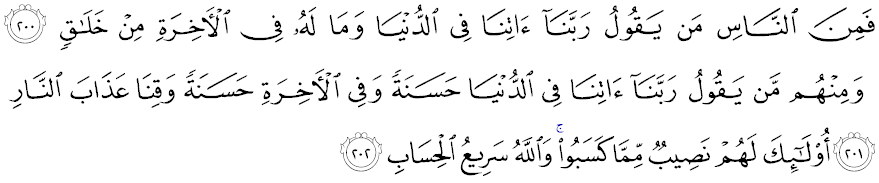 فَمِنَ ٱلنَّاسِ مَن يَقُولُ رَبَّنَآ ءَاتِنَا فِى ٱلدُّنْيَا وَمَا لَهُۥ فِى ٱلْأَخِرَةِ مِنْ خَلَـٰقٍ ٢٠٠
وَمِنْهُم مَّن يَقُولُ رَبَّنَآ ءَاتِنَا فِى ٱلدُّنْيَا حَسَنَةً وَفِى ٱلْأَخِرَةِ حَسَنَةً وَقِنَا عَذَابَ ٱلنَّارِ
٢٠١ أُو۟لَـٰٓئِكَ لَهُمْ نَصِيبٌ مِّمَّا كَسَبُوا۟ ۚ وَٱللَّهُ سَرِيعُ ٱلْحِسَابِ ٢٠٢